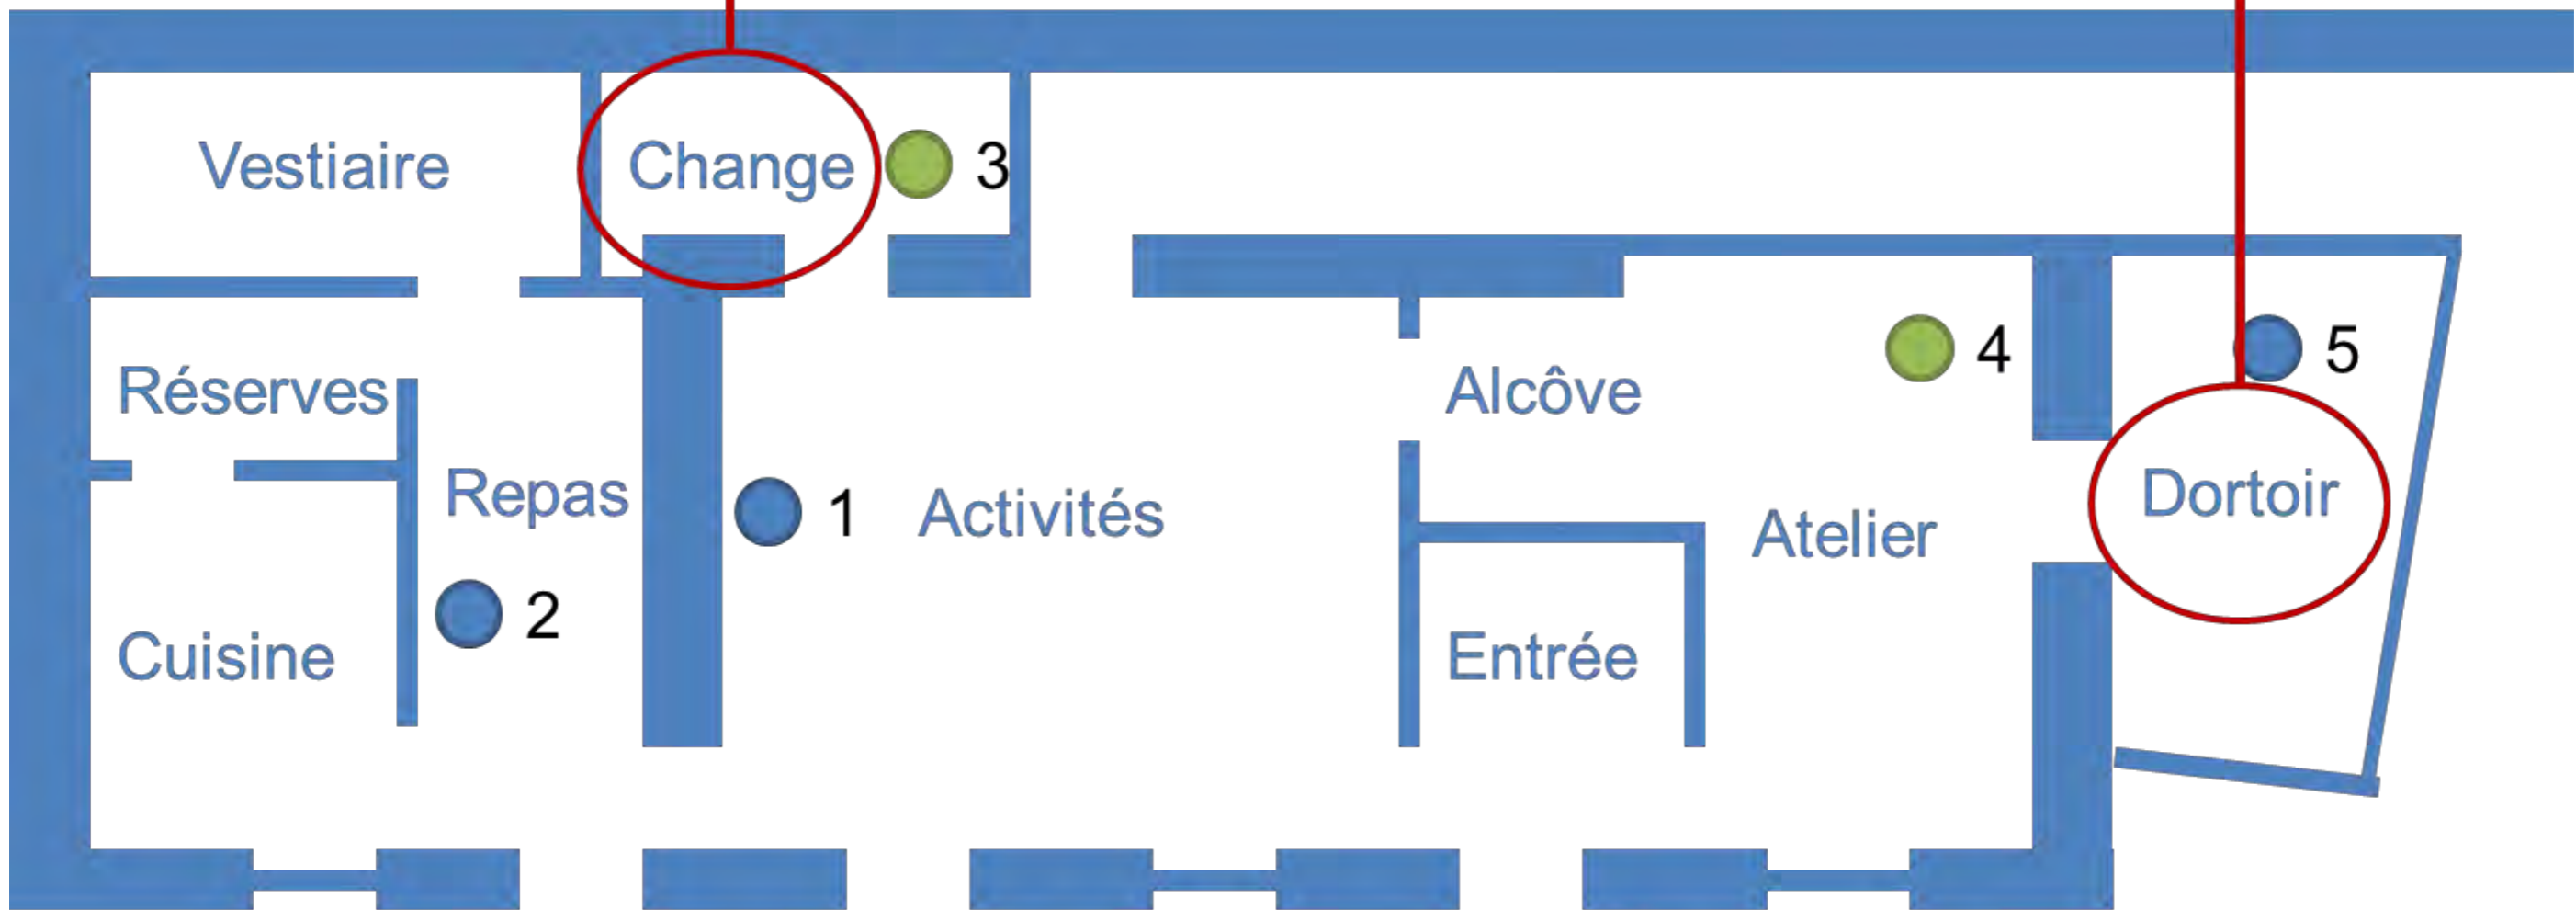 Vestiaire
Change
3
Réserves
Alcôve
4
5
Repas
1
Activités
Atelier
Dortoir
2
Cuisine
Entrée